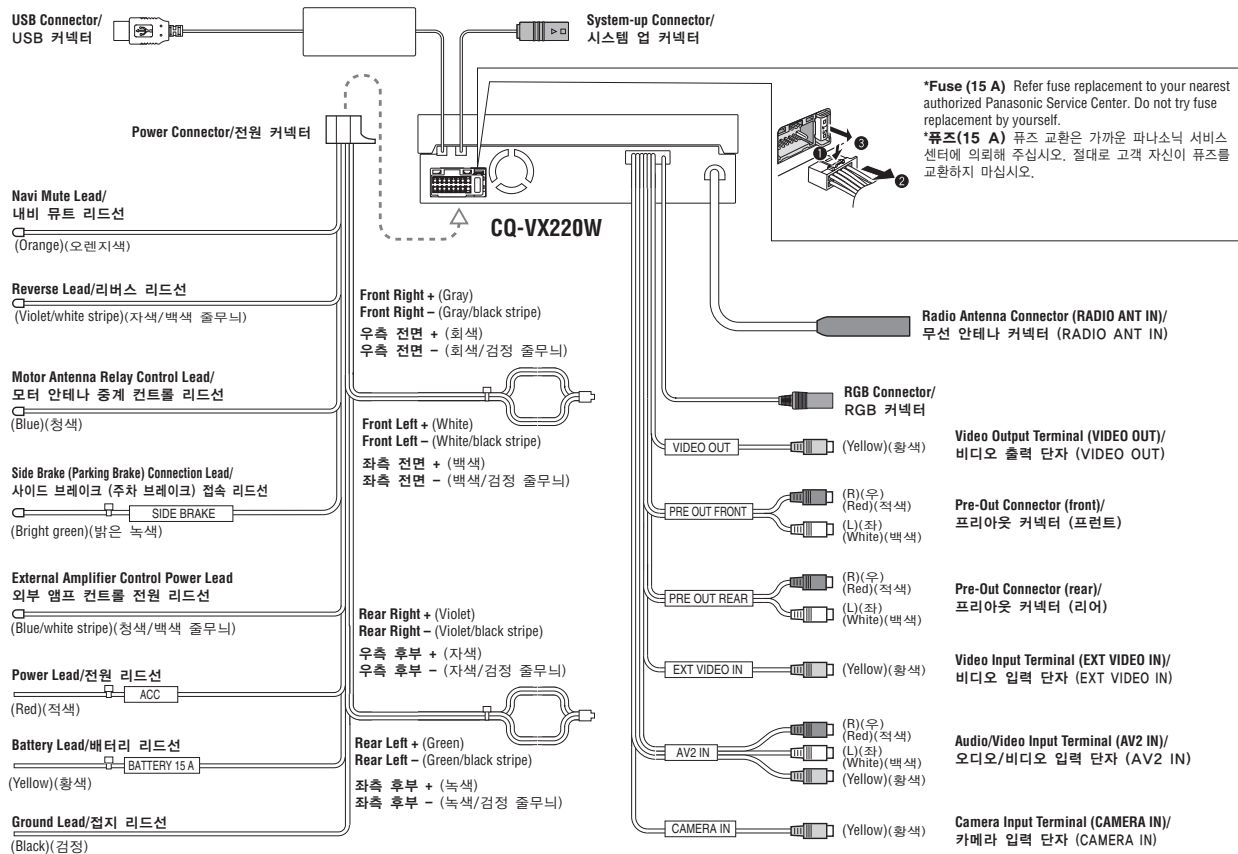 USB Connector/
USB 커넥터
System-up Connector/
시스템 업 커넥터
*Fuse (15 A) Refer fuse replacement to your nearest
authorized Panasonic Service Center. Do not try fuse
replacement by yourself.
*퓨즈(15 A) 퓨즈 교환은 가까운 파나소닉 서비스
센터에 의뢰해 주십시오. 절대로 고객 자신이 퓨즈를
교환하지 마십시오.
❶
❷
❸
Power Connector/전원 커넥터
CQ-VX220W
Navi Mute Lead/
내비 뮤트 리드선
(Orange)(오렌지색)
Reverse Lead/리버스 리드선
(Violet/white stripe)(자색/백색 줄무늬)
Motor Antenna Relay Control Lead/
모터 안테나 중계 컨트롤 리드선
(Blue)(청색)
Side Brake (Parking Brake) Connection Lead/
사이드 브레이크 (주차 브레이크) 접속 리드선
SIDE BRAKE
(Bright green)(밝은 녹색)
External Amplifier Control Power Lead
외부 앰프 컨트롤 전원 리드선
(Blue/white stripe)(청색/백색 줄무늬)
Power Lead/전원 리드선
ACC
(Red)(적색)
Battery Lead/배터리 리드선
BATTERY 15 A
(Yellow)(황색)
Ground Lead/접지 리드선
(Black)(검정)
Front Right + (Gray)
Front Right – (Gray/black stripe)
우측 전면 + (회색)
우측 전면 – (회색/검정 줄무늬)
Front Left + (White)
Front Left – (White/black stripe)
좌측 전면 + (백색)
좌측 전면 – (백색/검정 줄무늬)
Rear Right + (Violet)
Rear Right – (Violet/black stripe)
우측 후부 + (자색)
우측 후부 – (자색/검정 줄무늬)
Rear Left + (Green)
Rear Left – (Green/black stripe)
좌측 후부 + (녹색)
좌측 후부 – (녹색/검정 줄무늬)
Radio Antenna Connector (RADIO ANT IN)/
무선 안테나 커넥터 (RADIO ANT IN)
RGB Connector/
RGB 커넥터
VIDEO OUT
(Yellow)(황색)
Video Output Terminal (VIDEO OUT)/
비디오 출력 단자 (VIDEO OUT)
PRE OUT FRONT
(R)(우)
(Red)(적색)
(L)(좌)
(White)(백색)
Pre-Out Connector (front)/
프리아웃 커넥터 (프런트)
PRE OUT REAR
(R)(우)
(Red)(적색)
(L)(좌)
(White)(백색)
Pre-Out Connector (rear)/
프리아웃 커넥터 (리어)
EXT VIDEO IN
(Yellow)(황색)
Video Input Terminal (EXT VIDEO IN)/
비디오 입력 단자 (EXT VIDEO IN)
AV2 IN
(R)(우)
(Red)(적색)
(L)(좌)
(White)(백색)
(Yellow)(황색)
Audio/Video Input Terminal (AV2 IN)/
오디오/비디오 입력 단자 (AV2 IN)
CAMERA IN
(Yellow)(황색)
Camera Input Terminal (CAMERA IN)/
카메라 입력 단자 (CAMERA IN)